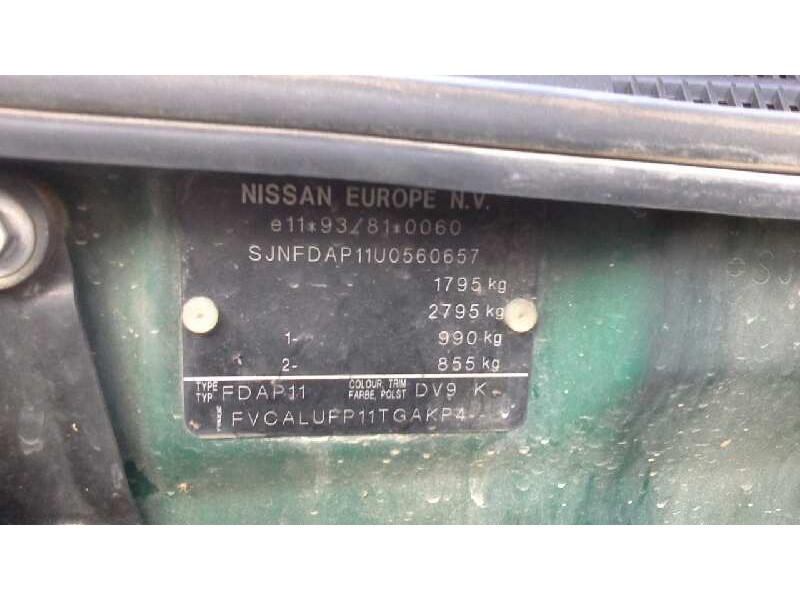 NISSAN EUROPE N.V.
e11*93/81*0060
SJNFDAP11U0560657
1795 kg
2795 kg
1- 990 kg
2- 855 kg
TYPE TYP FDAP11 COLOUR, TRIM FARBE, POLST DV9 K-
FVCALUFP11TGAKP4--